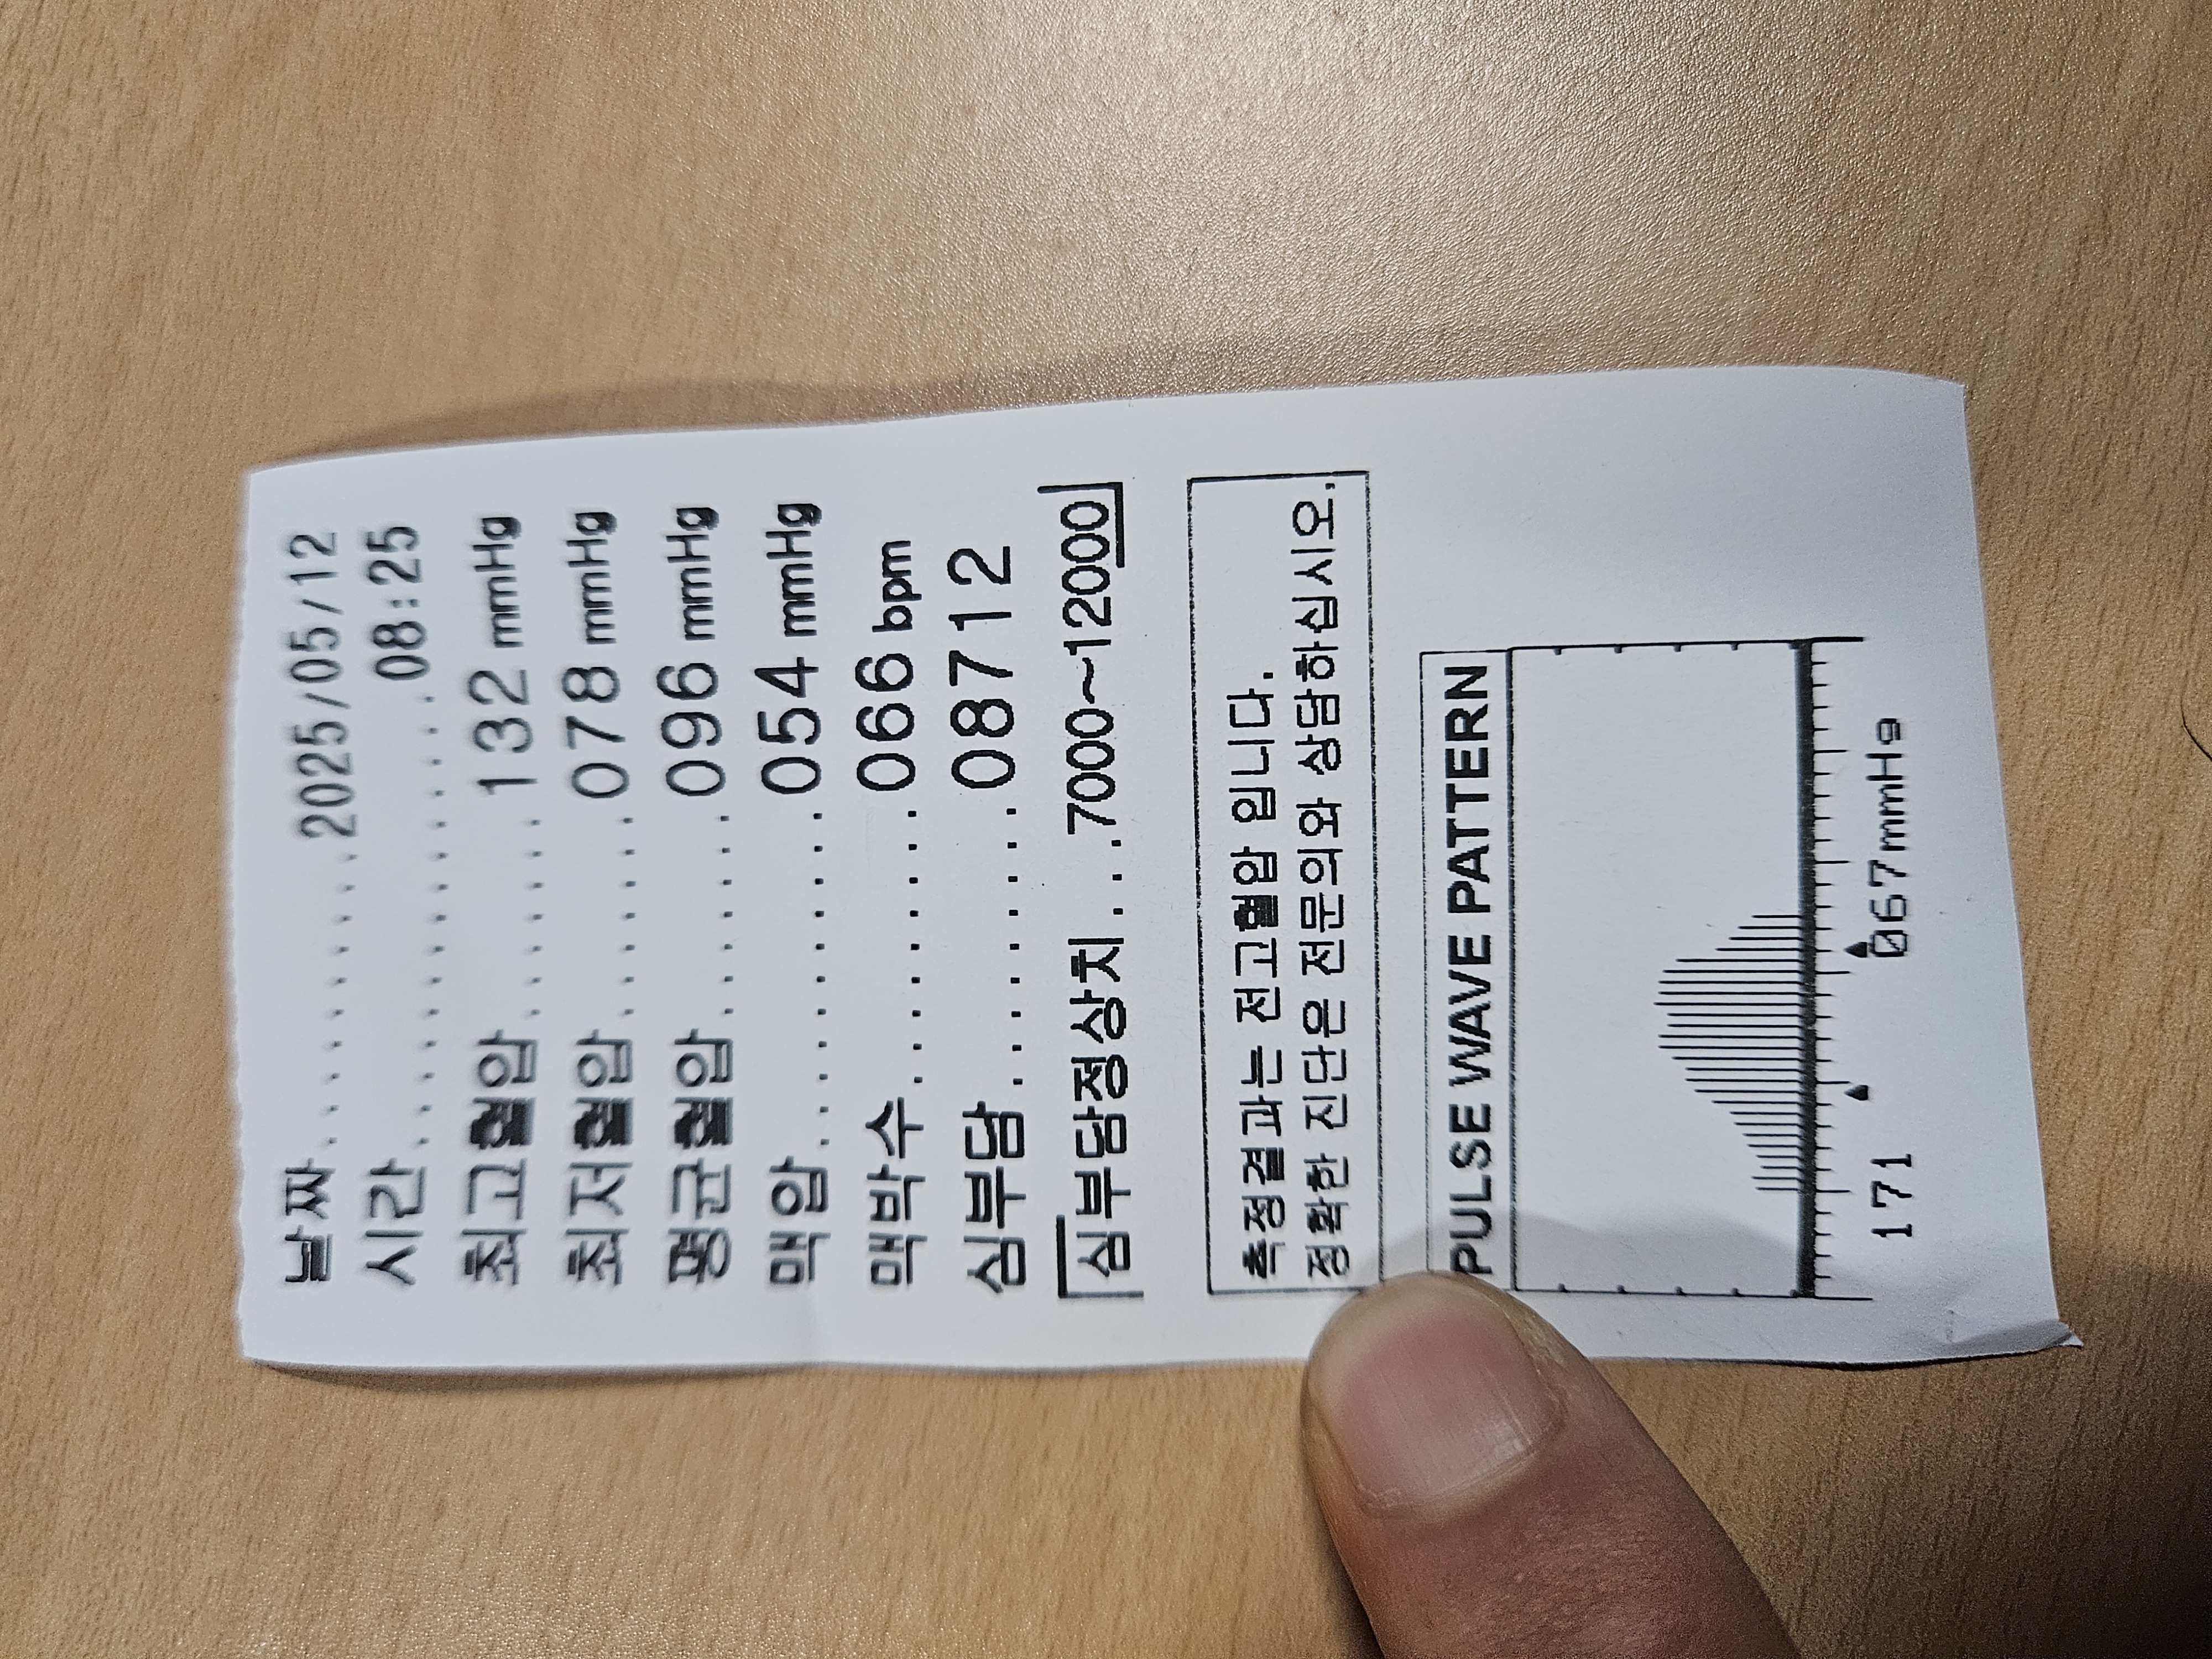 날짜..............2025/05/12
시간.................08:25
최고혈압..........132 mmHg
최저혈압..........078 mmHg
평균혈압..........096 mmHg
맥압.............054 mmHg
맥박수...........066 bpm
심부담...........08712
심부담정상치...7000~12000
측정결과는 전고혈압 입니다.
정확한 진단은 전문의와 상담하십시오.
PULSE WAVE PATTERN
171 067mmHg